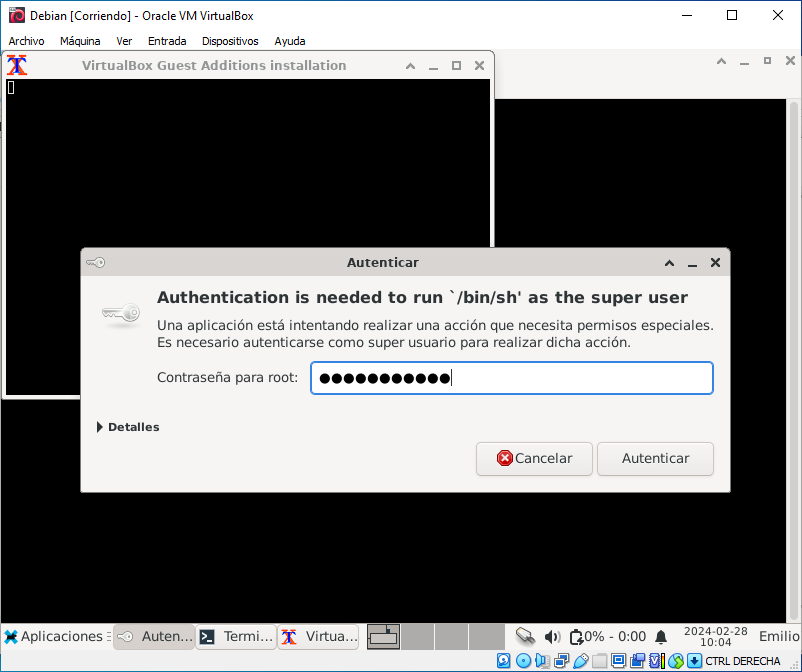 Debian [Corriendo] - Oracle VM VirtualBox
Archivo Máquina Ver Entrada Dispositivos Ayuda
VirtualBox Guest Additions installation
Autenticar
Authentication is needed to run `/bin/sh' as the super user
Una aplicación está intentando realizar una acción que necesita permisos especiales.
Es necesario autenticarse como super usuario para realizar dicha acción.
Contraseña para root: ●●●●●●●●●●●
Detalles
Cancelar Autenticar
Aplicaciones Auten... Termi... Virtua... 0% - 0:00 2024-02-28 Emilio
10:04
CTRL DERECHA